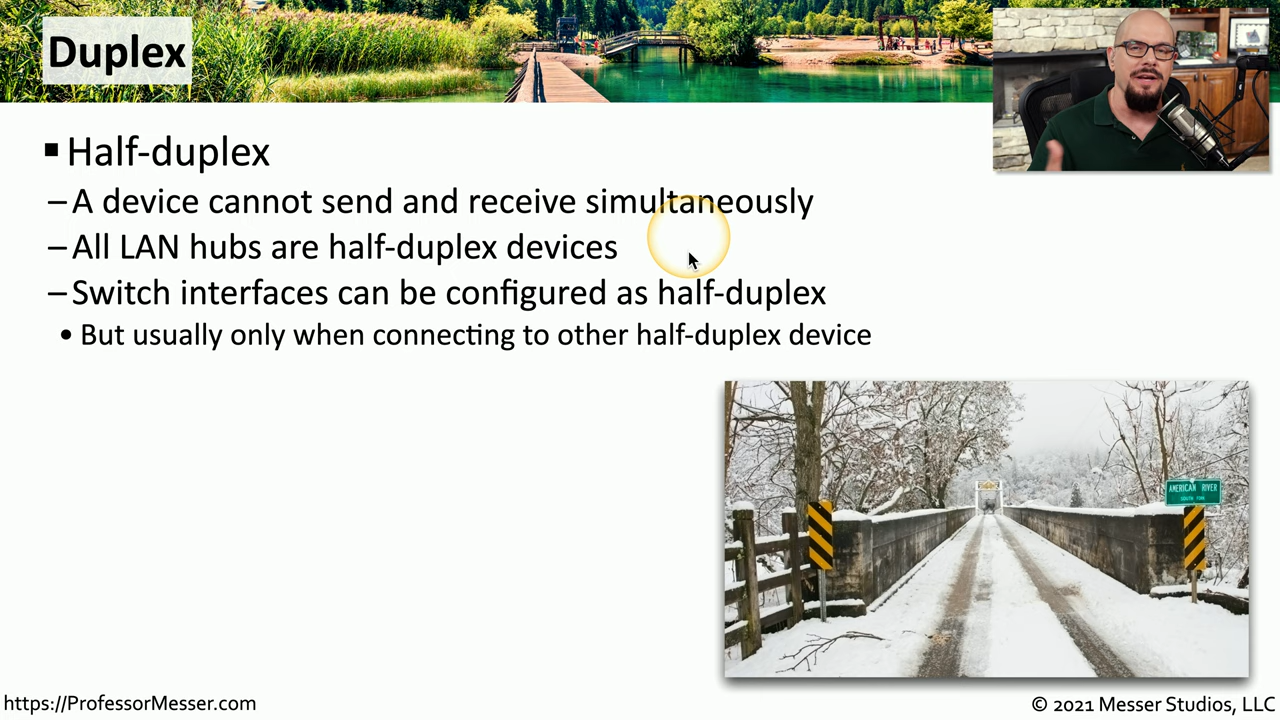 Duplex
▪ Half-duplex
– A device cannot send and receive simultaneously
– All LAN hubs are half-duplex devices
– Switch interfaces can be configured as half-duplex
• But usually only when connecting to other half-duplex device
AMERICAN RIVER
SOUTH FORK
https://ProfessorMesser.com
© 2021 Messer Studios, LLC